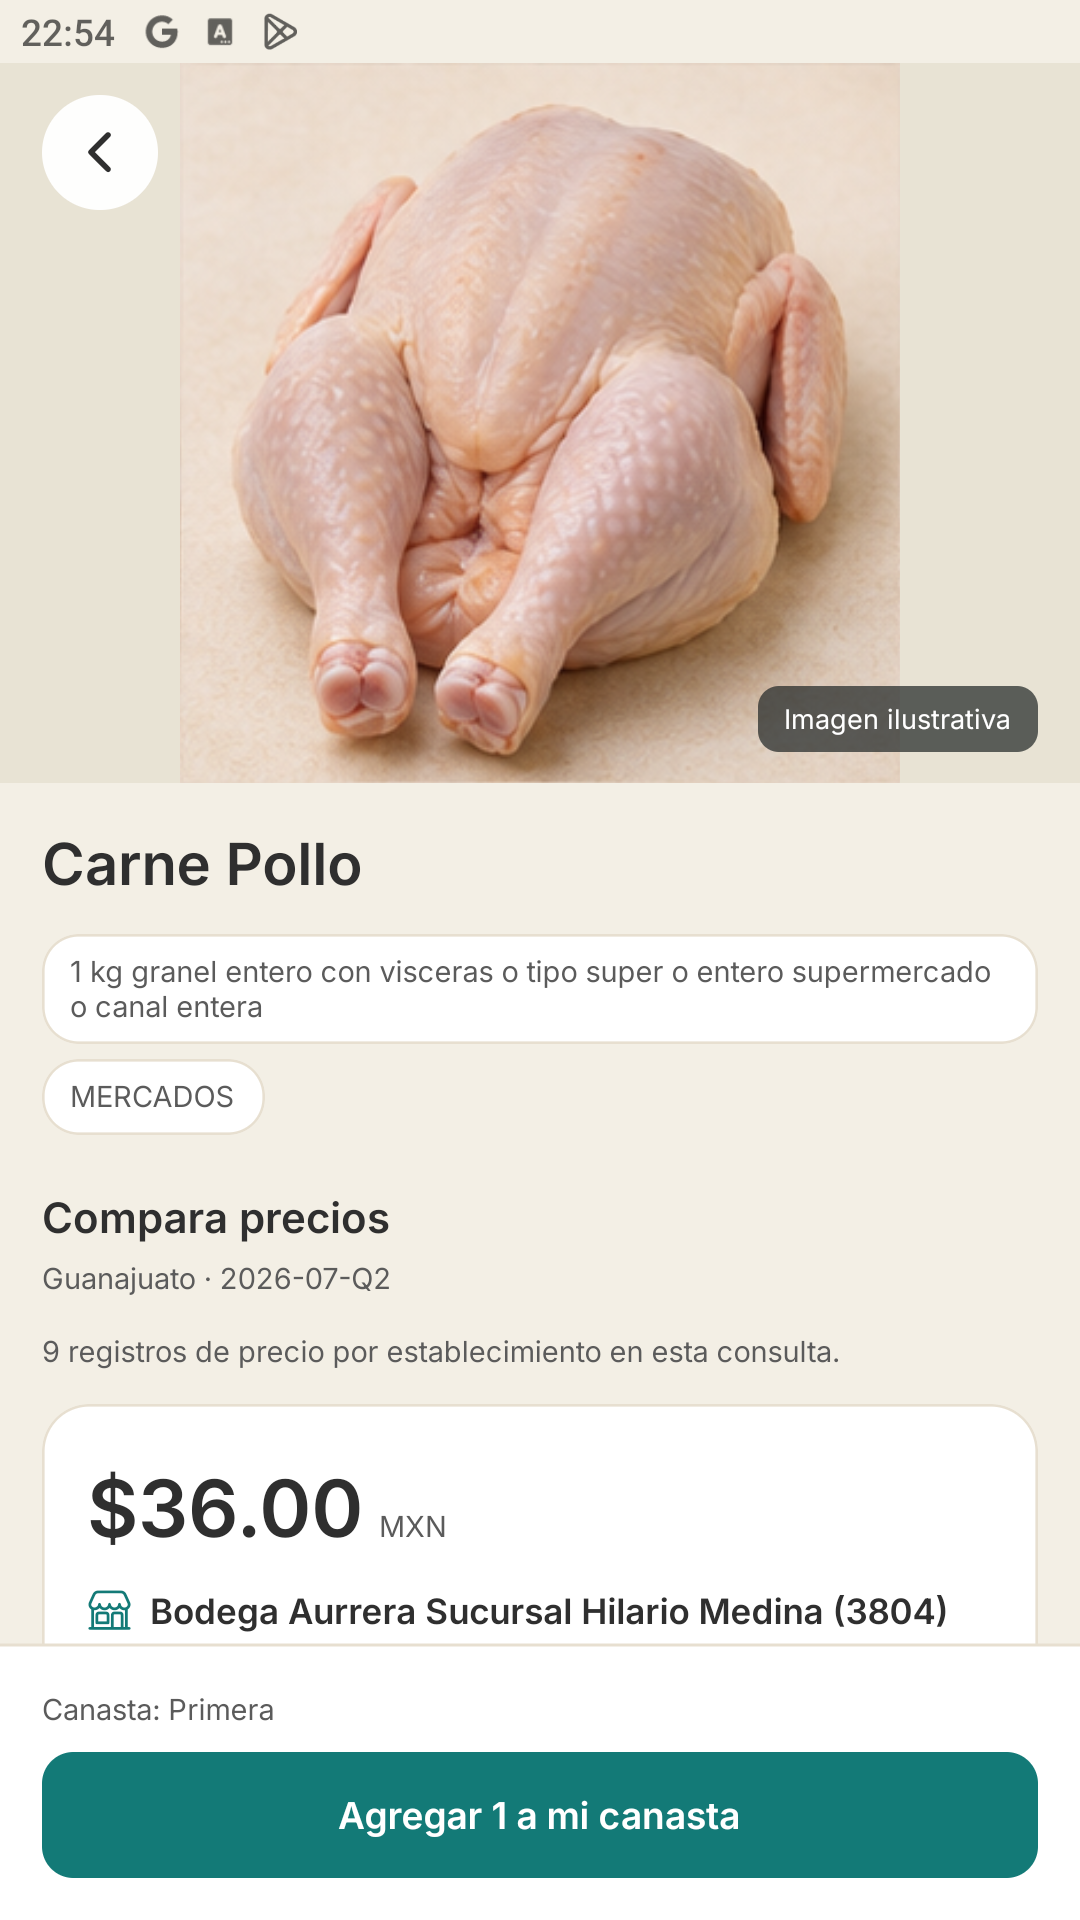 22:54
Imagen ilustrativa
Carne Pollo
1 kg granel entero con visceras o tipo super o entero supermercado
o canal entera
MERCADOS
Compara precios
Guanajuato · 2026-07-Q2
9 registros de precio por establecimiento en esta consulta.
$36.00 MXN
Bodega Aurrera Sucursal Hilario Medina (3804)
Canasta: Primera
Agregar 1 a mi canasta